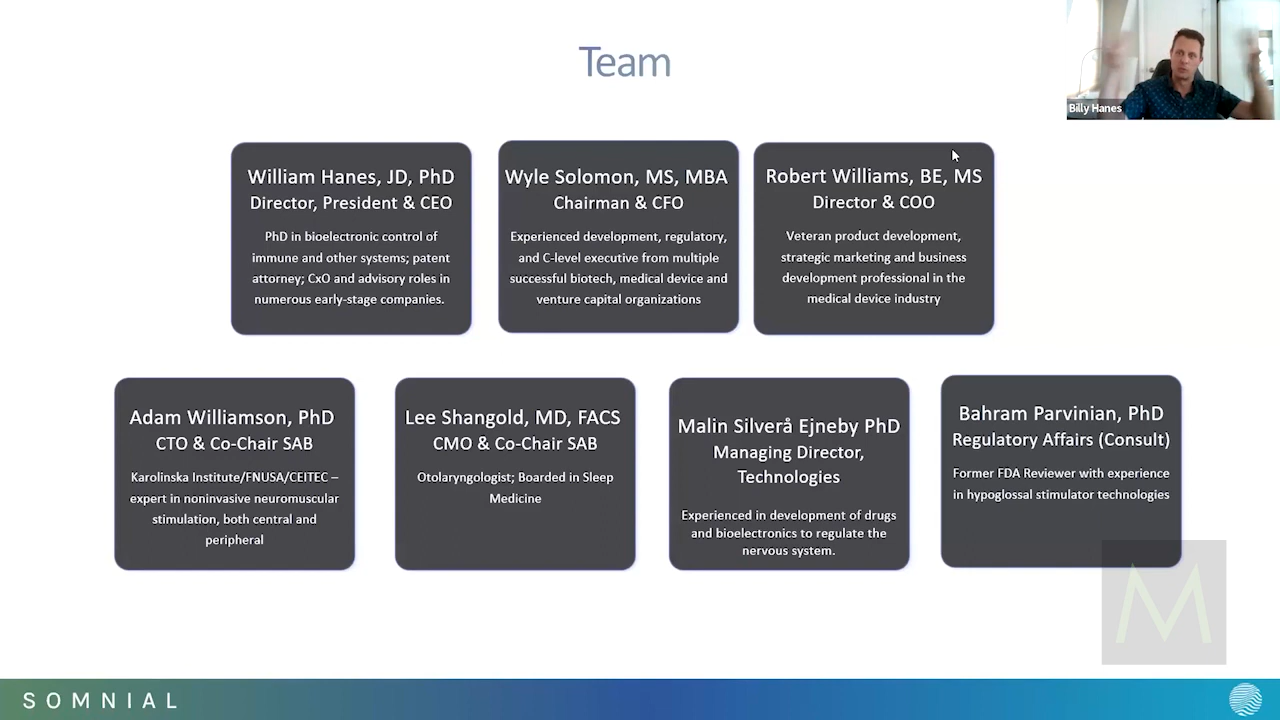 Team
Billy Hanes
William Hanes, JD, PhD
Director, President & CEO
PhD in bioelectronic control of
immune and other systems; patent
attorney; CxO and advisory roles in
numerous early-stage companies.
Wyle Solomon, MS, MBA
Chairman & CFO
Experienced development, regulatory,
and C-level executive from multiple
successful biotech, medical device and
venture capital organizations
Robert Williams, BE, MS
Director & COO
Veteran product development,
strategic marketing and business
development professional in the
medical device industry
Adam Williamson, PhD
CTO & Co-Chair SAB
Karolinska Institute/FNUSA/CEITEC –
expert in noninvasive neuromuscular
stimulation, both central and
peripheral
Lee Shangold, MD, FACS
CMO & Co-Chair SAB
Otolaryngologist; Boarded in Sleep
Medicine
Malin Silverå Ejneby PhD
Managing Director,
Technologies
Experienced in development of drugs
and bioelectronics to regulate the
nervous system.
Bahram Parvinian, PhD
Regulatory Affairs (Consult)
Former FDA Reviewer with experience
in hypoglossal stimulator technologies
M
SOMNIAL